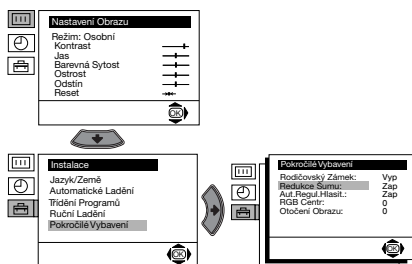 Nastavení Obrazu
Režim: Osobní
Kontrast
Jas
Barevná Sytost
Ostrost
Odstín
Reset
OK
Instalace
Jazyk/Země
Automatické Ladění
Třídění Programů
Ruční Ladění
Pokročilé Vybavení
OK
Pokročilé Vybavení
Rodičovský Zámek: Vyp
Redukce Šumu: Zap
Aut.Regul.Hlasit.: Zap
RGB Centr: 0
Otočení Obrazu: 0
OK